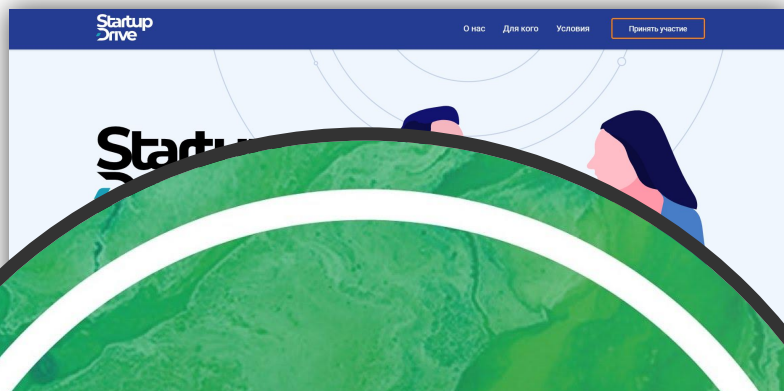 Startup
Drive
О нас
Для кого
Условия
Принять участие